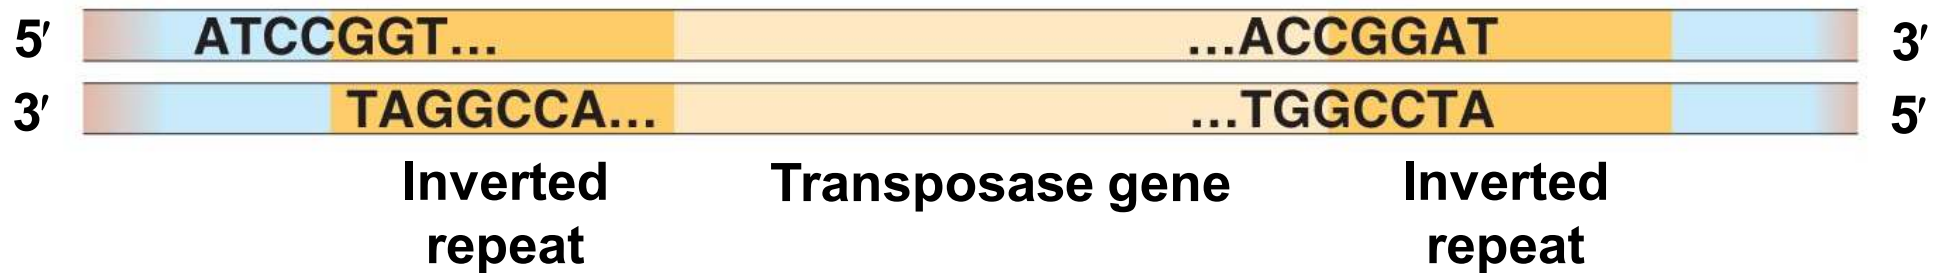 5′ ATCCGGT... ...ACCGGAT 3′
3′ TAGGCCA... ...TGGCCTA 5′
Inverted Transposase gene Inverted
repeat repeat